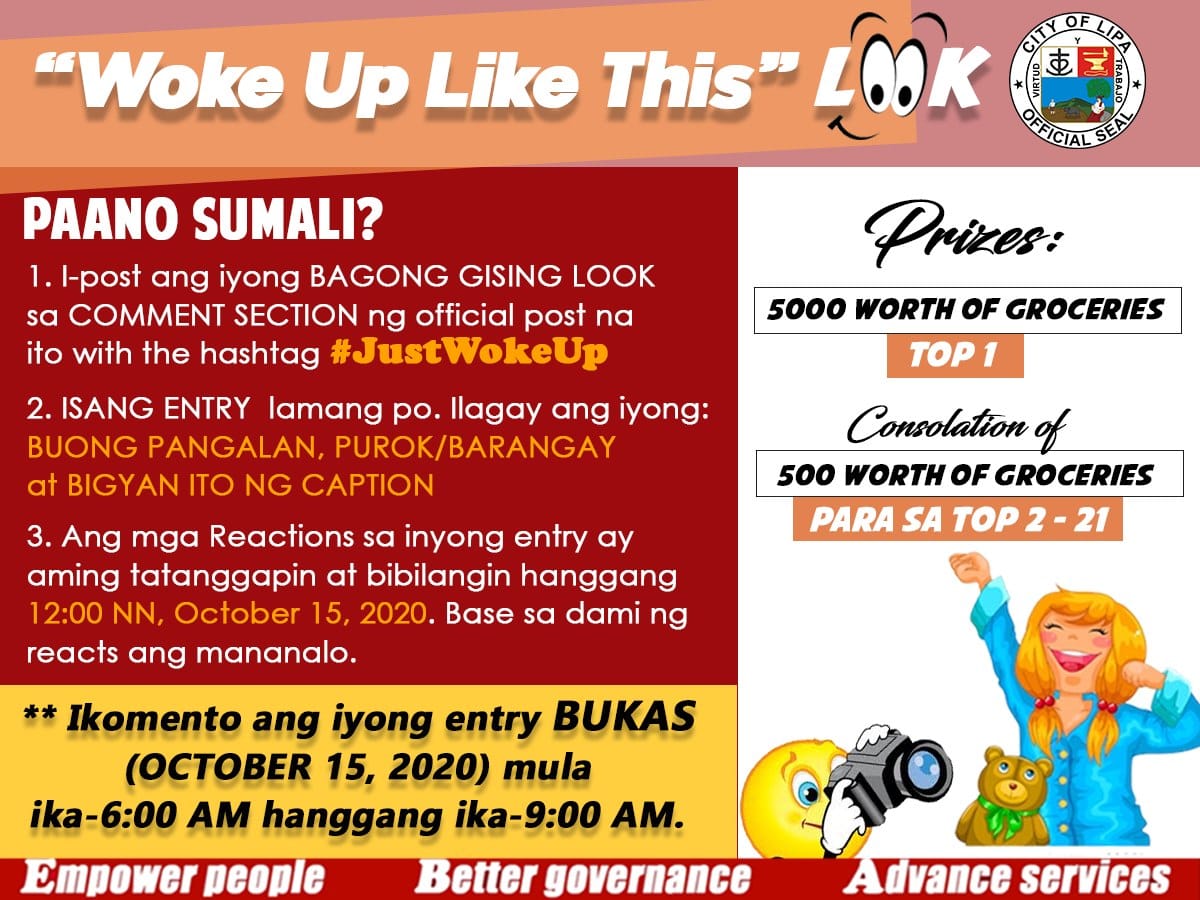 “Woke Up Like This” LOOK
CITY OF LIPA
VIRTUD Y TRABAJO
OFFICIAL SEAL
PAANO SUMALI?
1. I-post ang iyong BAGONG GISING LOOK
sa COMMENT SECTION ng official post na
ito with the hashtag #JustWokeUp
2. ISANG ENTRY lamang po. Ilagay ang iyong:
BUONG PANGALAN, PUROK/BARANGAY
at BIGYAN ITO NG CAPTION
3. Ang mga Reactions sa inyong entry ay
aming tatanggapin at bibilangin hanggang
12:00 NN, October 15, 2020. Base sa dami ng
reacts ang mananalo.
** Ikomento ang iyong entry BUKAS
(OCTOBER 15, 2020) mula
ika-6:00 AM hanggang ika-9:00 AM.
Prizes:
5000 WORTH OF GROCERIES
TOP 1
Consolation of
500 WORTH OF GROCERIES
PARA SA TOP 2 - 21
Empower people Better governance Advance services